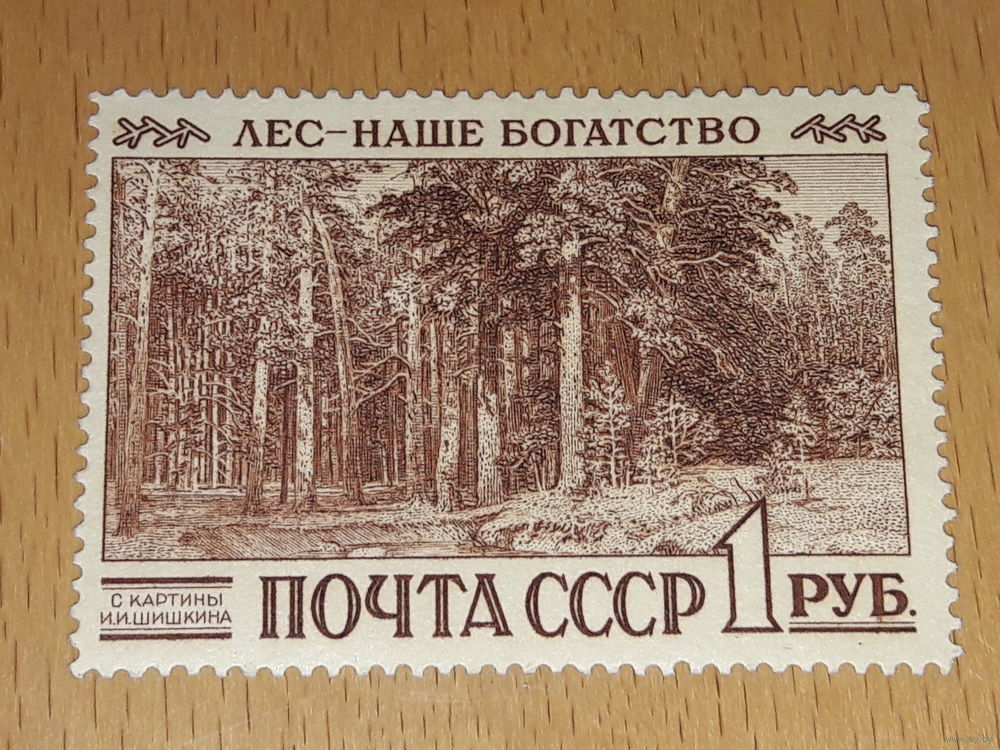 ЛЕС-НАШЕ БОГАТСТВО
С КАРТИНЫ
И.И.ШИШКИНА
ПОЧТА СССР 1 РУБ.